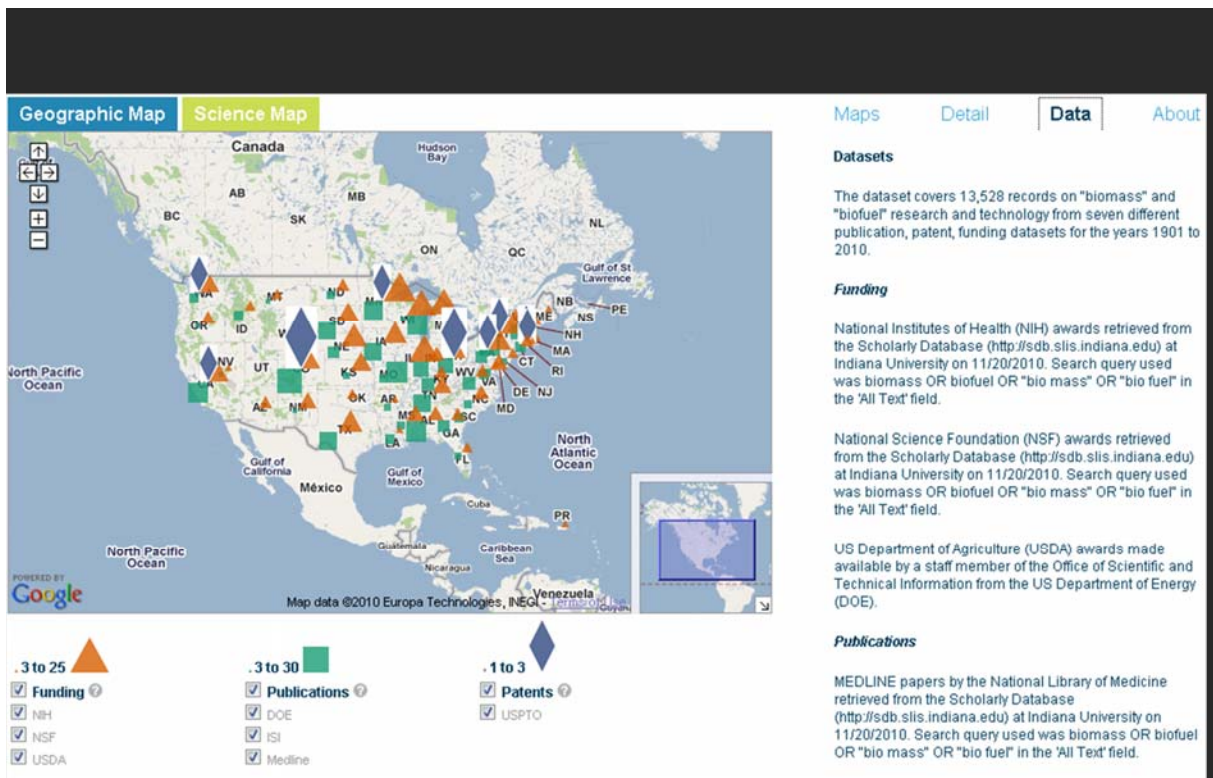 Geographic Map
Science Map
Maps
Detail
Data
About
Canada
Hudson
Bay
AB
MB
BC
SK
NL
ON
QC
Gulf of St
Lawrence
NB
PE
NS
ME
NH
MT
ND
OR
ID
SD
MA
RI
CT
NV
UT
NE
IA
IL
CA
KS
MO
WV
VA
DE
NJ
MD
North Pacific
Ocean
AZ
NM
OK
AR
TN
NC
SC
MS
AL
GA
TX
LA
FL
North
Atlantic
Ocean
Gulf of
California
Gulf of
Mexico
México
Cuba
PR
North Pacific
Ocean
Guatemala
Caribbean
Sea
Nicaragua
Venezuela
POWERED BY
Google
Map data ©2010 Europa Technologies, INEGI - Terms of Use
. 3 to 25
Funding
NIH
NSF
USDA
. 3 to 30
Publications
DOE
ISI
Medline
. 1 to 3
Patents
USPTO
Datasets
The dataset covers 13,528 records on "biomass" and
"biofuel" research and technology from seven different
publication, patent, funding datasets for the years 1901 to
2010.
Funding
National Institutes of Health (NIH) awards retrieved from
the Scholarly Database (http://sdb.slis.indiana.edu) at
Indiana University on 11/20/2010. Search query used
was biomass OR biofuel OR "bio mass" OR "bio fuel" in
the 'All Text' field.
National Science Foundation (NSF) awards retrieved
from the Scholarly Database (http://sdb.slis.indiana.edu)
at Indiana University on 11/20/2010. Search query used
was biomass OR biofuel OR "bio mass" OR "bio fuel" in
the 'All Text' field.
US Department of Agriculture (USDA) awards made
available by a staff member of the Office of Scientific and
Technical Information from the US Department of Energy
(DOE).
Publications
MEDLINE papers by the National Library of Medicine
retrieved from the Scholarly Database
(http://sdb.slis.indiana.edu) at Indiana University on
11/20/2010. Search query used was biomass OR biofuel
OR "bio mass" OR "bio fuel" in the 'All Text' field.